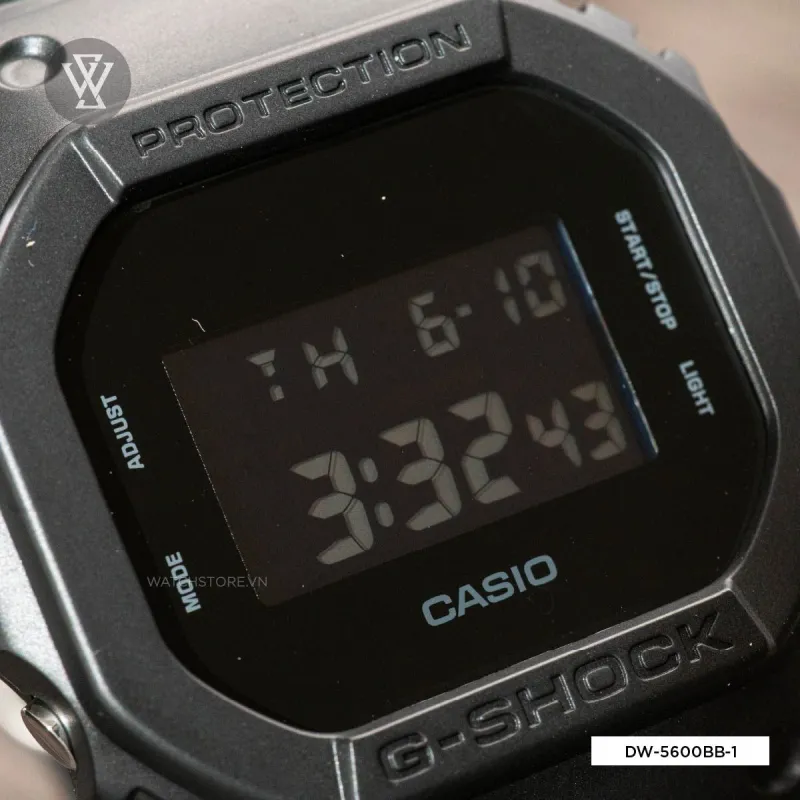 PROTECTION
START/STOP
LIGHT
ADJUST
MODE
TH 6-10
3:32 43
CASIO
G-SHOCK
WATCHSTORE.VN
DW-5600BB-1